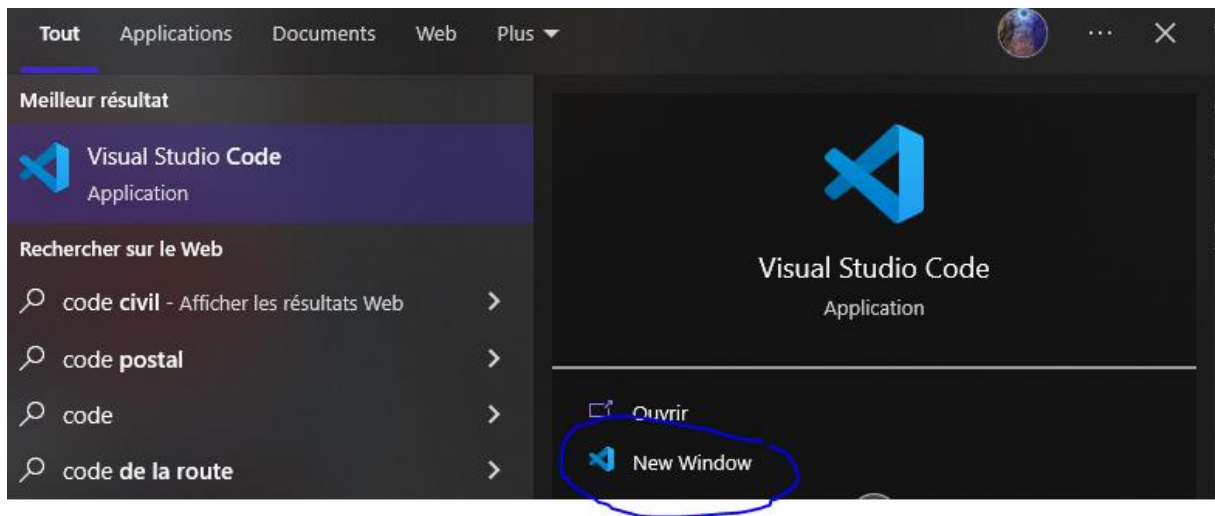 Tout Applications Documents Web Plus
Meilleur résultat
Visual Studio Code
Application
Rechercher sur le Web
code civil - Afficher les résultats Web
code postal
code
code de la route
Visual Studio Code
Application
Ouvrir
New Window